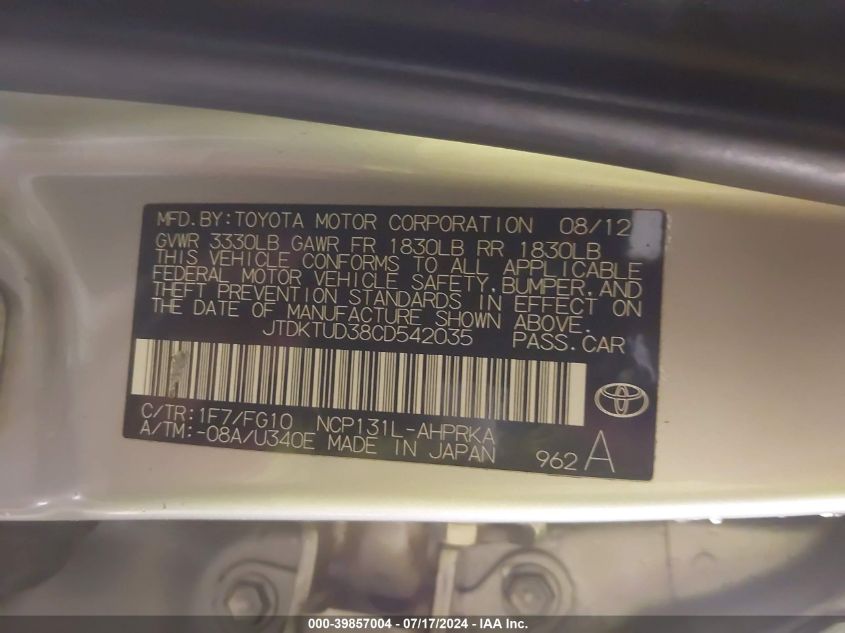 MFD.BY:TOYOTA MOTOR CORPORATION 08/12
GVWR 3330LB GAWR FR 1830LB RR 1830LB
THIS VEHICLE CONFORMS TO ALL APPLICABLE
FEDERAL MOTOR VEHICLE SAFETY, BUMPER, AND
THEFT PREVENTION STANDARDS IN EFFECT ON
THE DATE OF MANUFACTURE SHOWN ABOVE.
JTDKTUD38CD542035 PASS.CAR
C/TR:1F7/FG10 NCP131L-AHPRKA
A/TM:-08A/U340E MADE IN JAPAN 962A
000-39857004 - 07/17/2024 - IAA Inc.